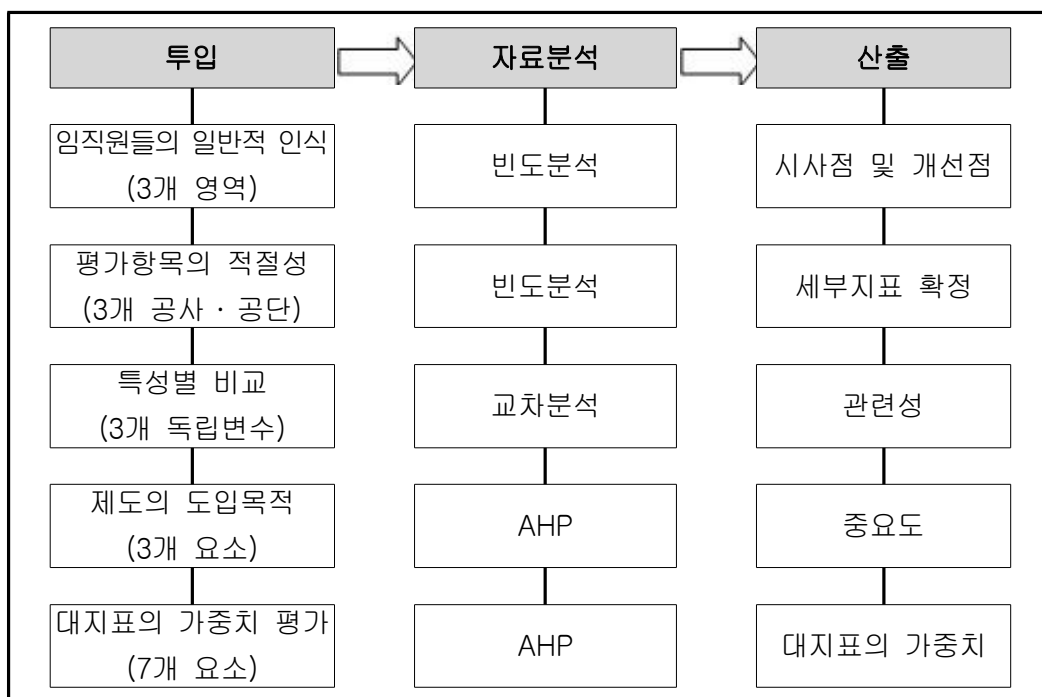 투입
자료분석
산출
임직원들의 일반적 인식
(3개 영역)
빈도분석
시사점 및 개선점
평가항목의 적절성
(3개 공사 · 공단)
빈도분석
세부지표 확정
특성별 비교
(3개 독립변수)
교차분석
관련성
제도의 도입목적
(3개 요소)
AHP
중요도
대지표의 가중치 평가
(7개 요소)
AHP
대지표의 가중치